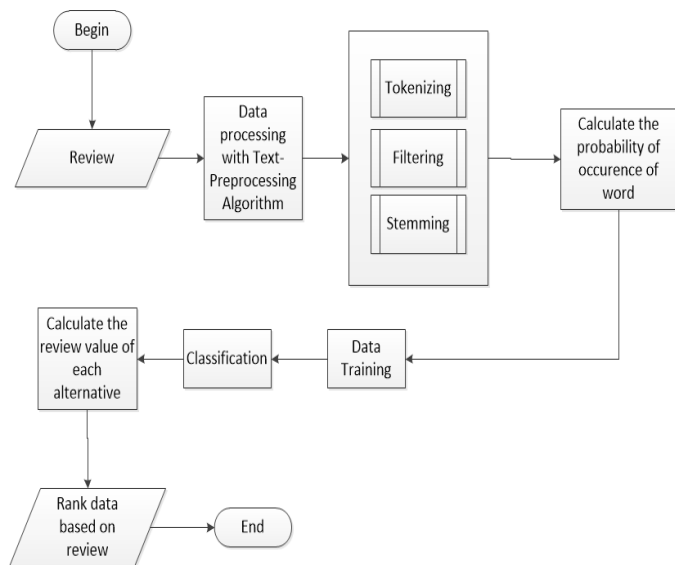 Begin
Review
Data
processing
with Text-
Preprocessing
Algorithm
Tokenizing
Filtering
Stemming
Calculate the
probability of
occurence of
word
Data
Training
Classification
Calculate the
review value of
each
alternative
Rank data
based on
review
End